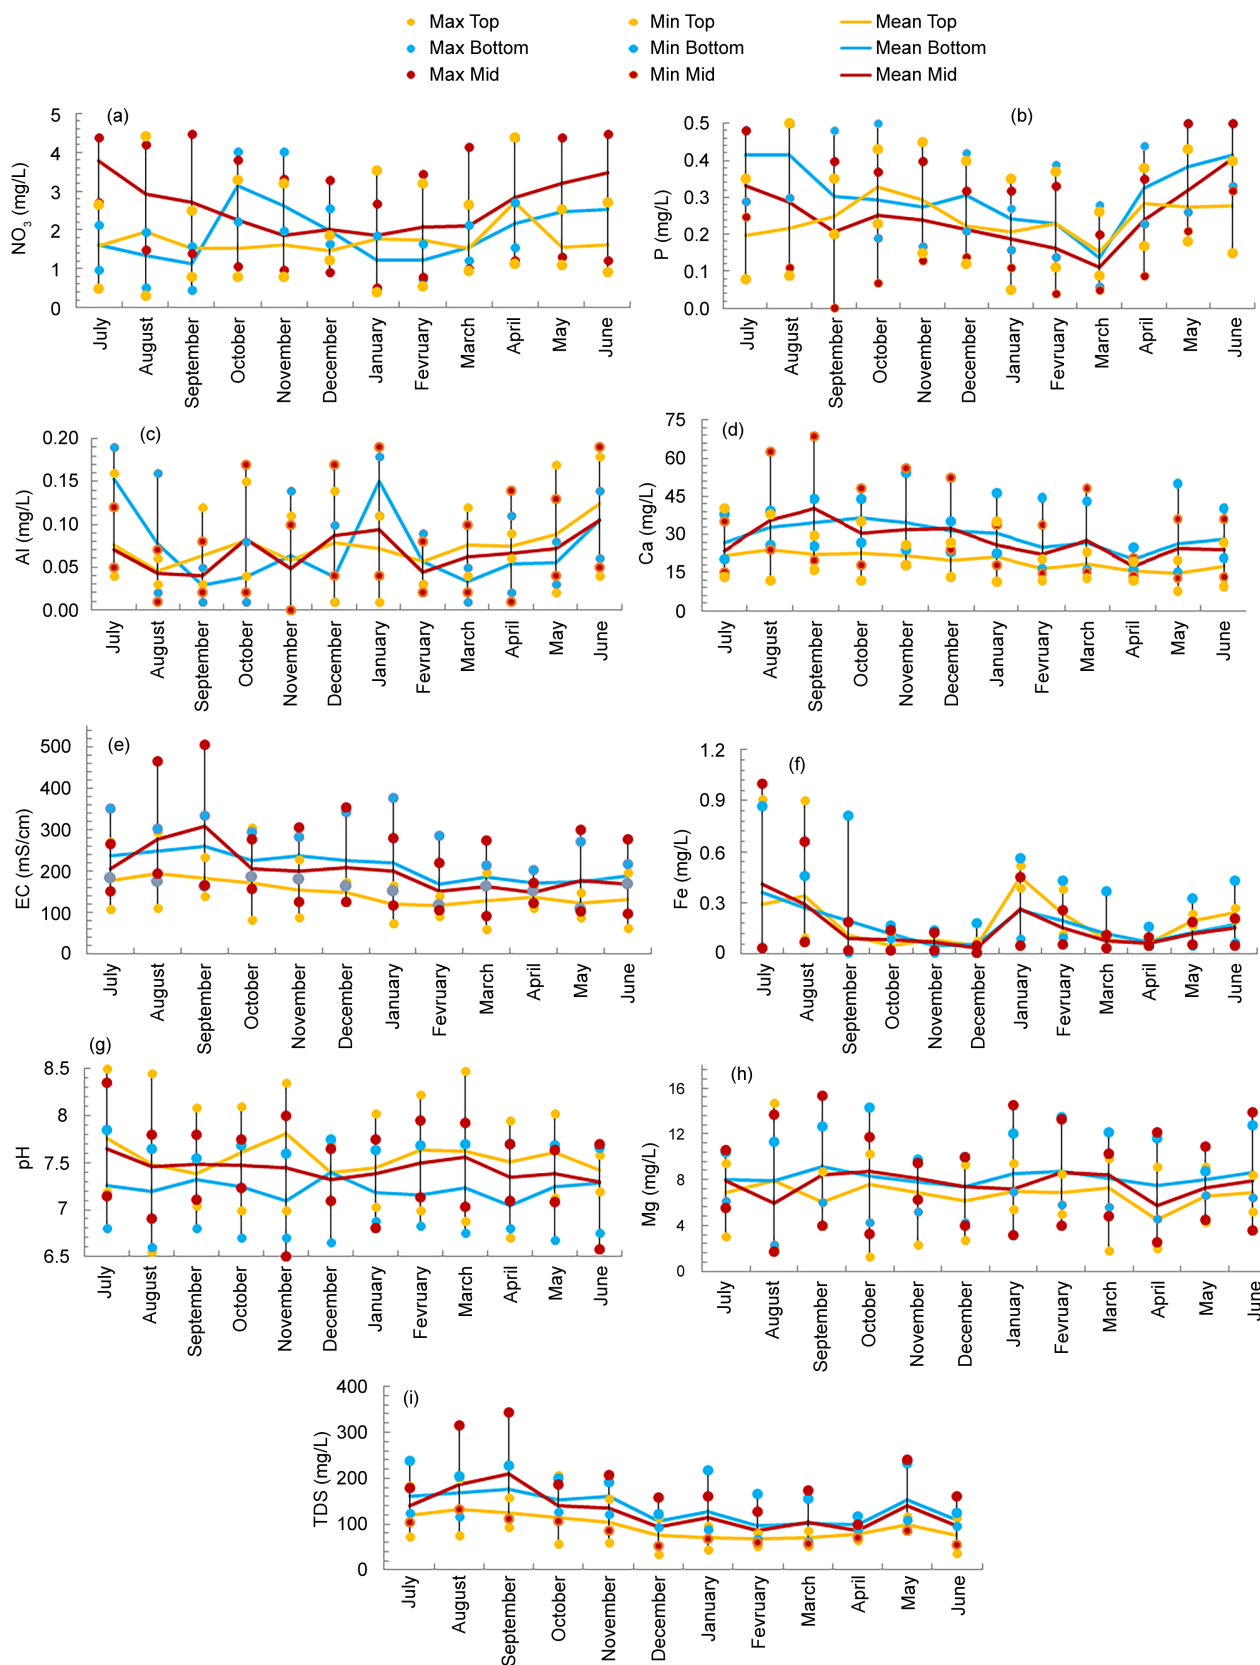 Max Top Min Top Mean Top
Max Bottom Min Bottom Mean Bottom
Max Mid Min Mid Mean Mid
(a)
NO3 (mg/L)
5
4
3
2
1
0
July August September October November December January Fevruary March April May June
(b)
P (mg/L)
0.5
0.4
0.3
0.2
0.1
0.0
July August September October November December January Fevruary March April May June
(c)
Al (mg/L)
0.20
0.15
0.10
0.05
0.00
July August September October November December January Fevruary March April May June
(d)
Ca (mg/L)
75
60
45
30
15
0
July August September October November December January Fevruary March April May June
(e)
EC (mS/cm)
500
400
300
200
100
0
July August September October November December January Fevruary March April May June
(f)
Fe (mg/L)
1.2
0.9
0.6
0.3
0
July August September October November December January Fevruary March April May June
(g)
pH
8.5
8
7.5
7
6.5
July August September October November December January Fevruary March April May June
(h)
Mg (mg/L)
16
12
8
4
0
July August September October November December January Fevruary March April May June
(i)
TDS (mg/L)
400
300
200
100
0
July August September October November December January Fevruary March April May June